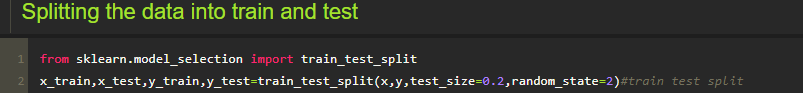 Splitting the data into train and test
1 from sklearn.model_selection import train_test_split
2 x_train,x_test,y_train,y_test=train_test_split(x,y,test_size=0.2,random_state=2)#train test split